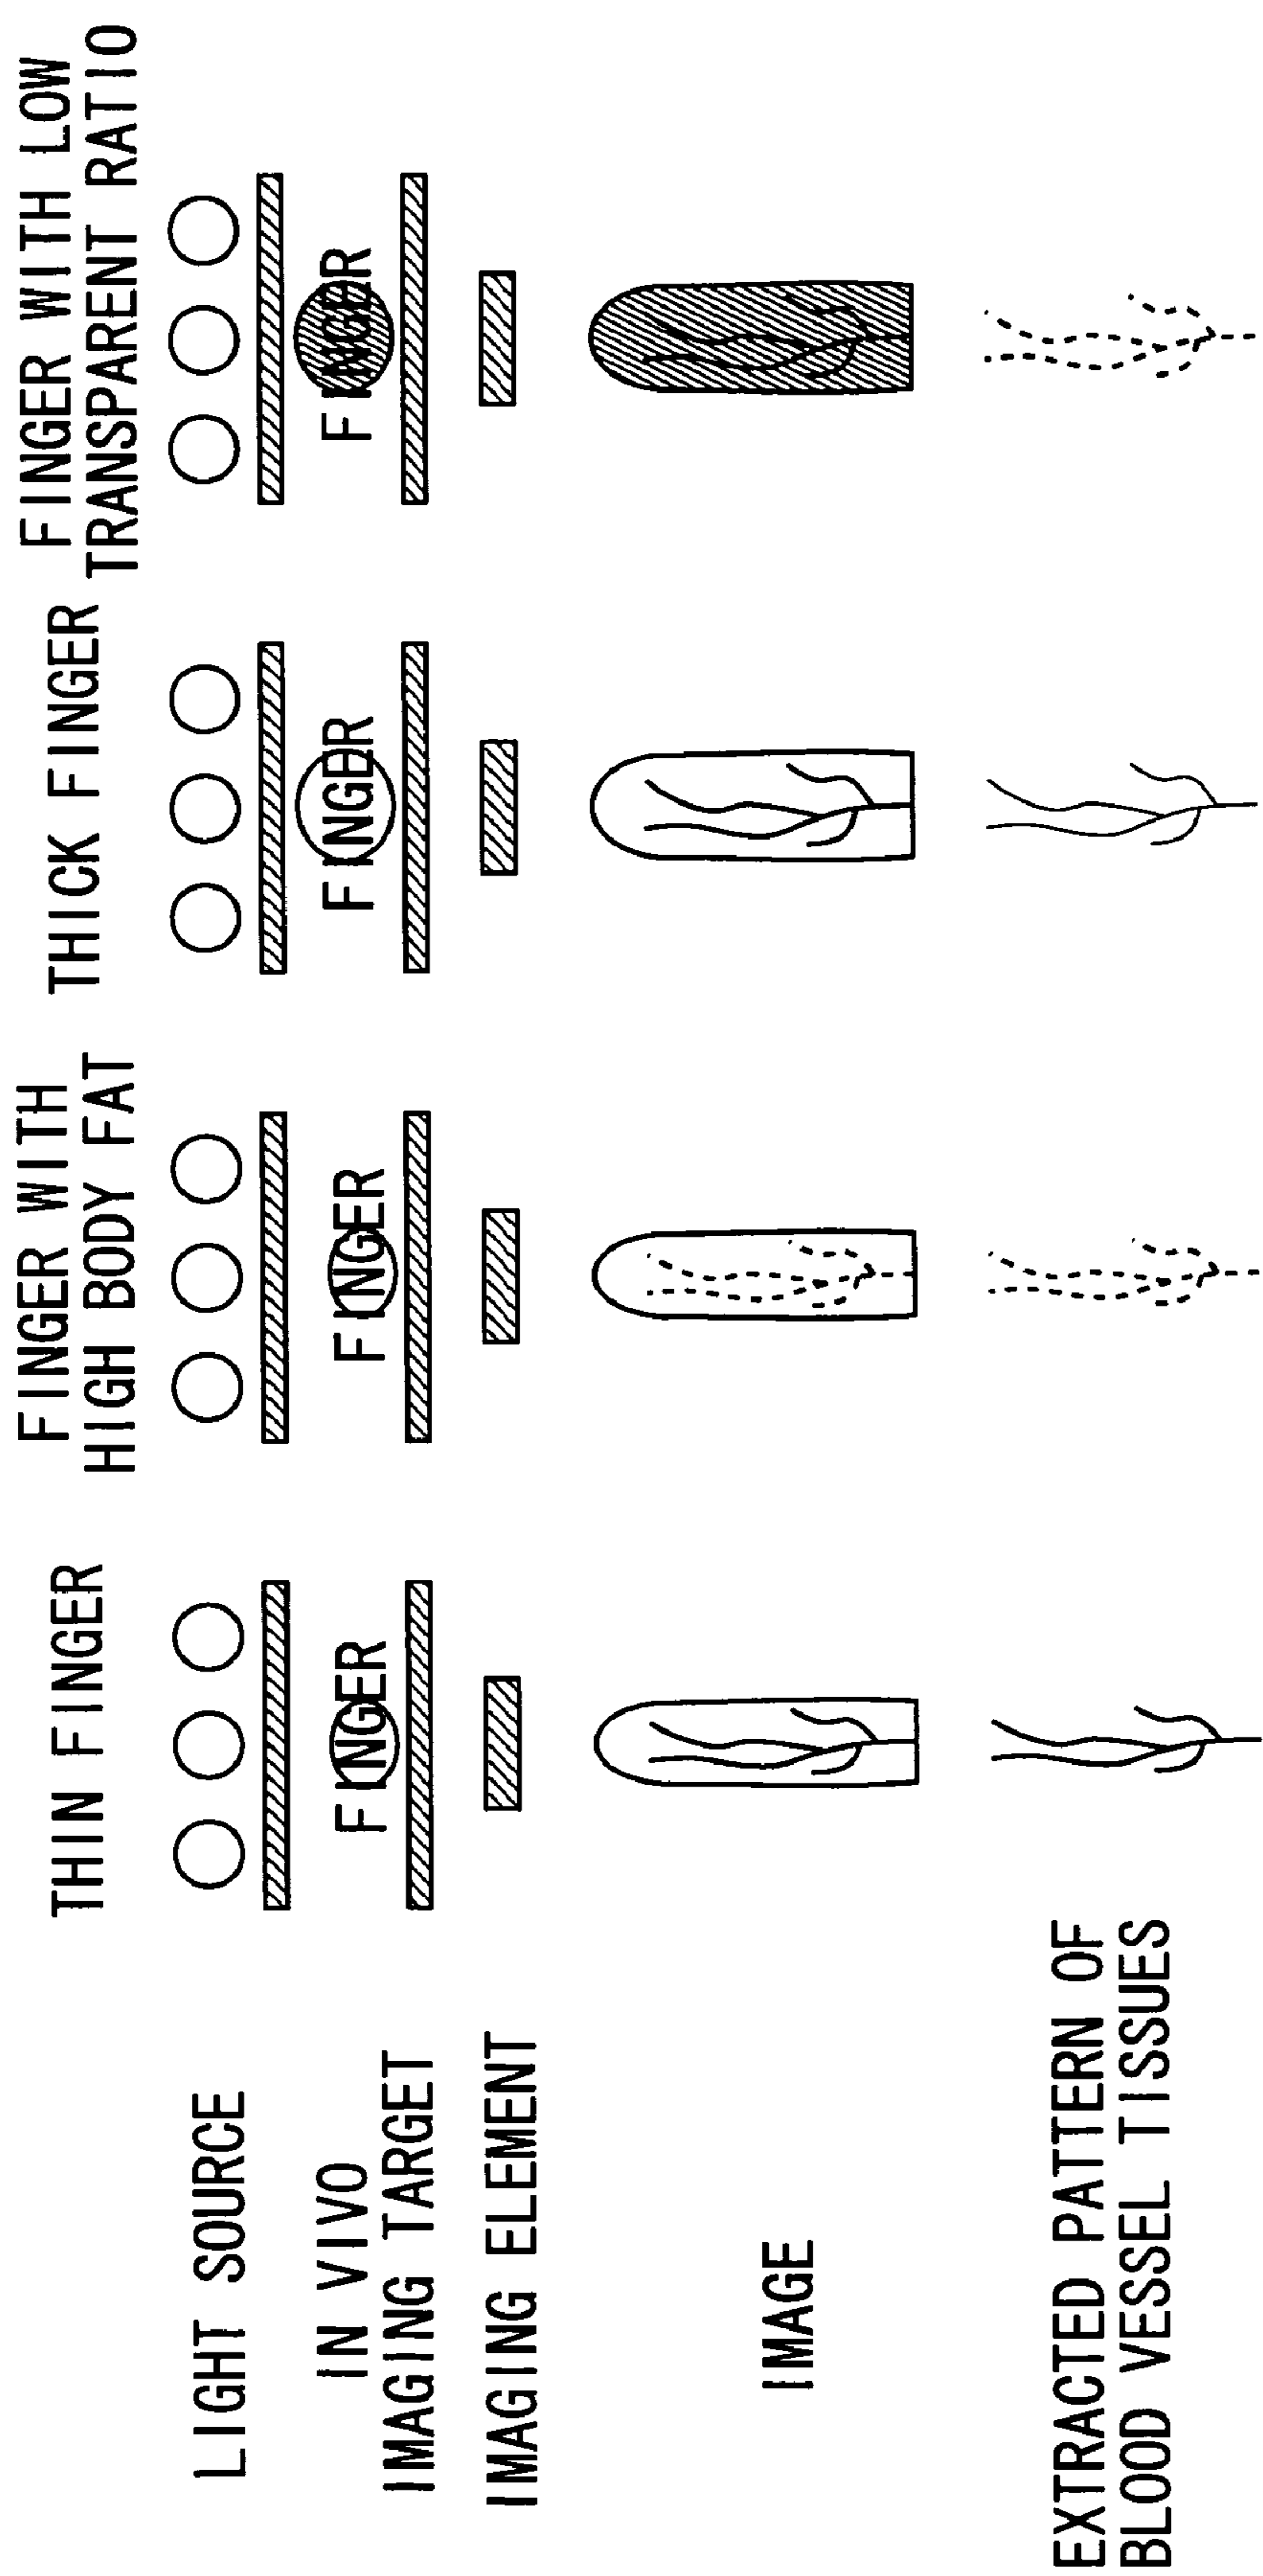 THIN FINGER
FINGER WITH
HIGH BODY FAT
THICK FINGER
FINGER WITH LOW
TRANSPARENT RATIO
LIGHT SOURCE
IN VIVO
IMAGING TARGET
FINGER
FINGER
FINGER
FINGER
IMAGING ELEMENT
IMAGE
EXTRACTED PATTERN OF
BLOOD VESSEL TISSUES